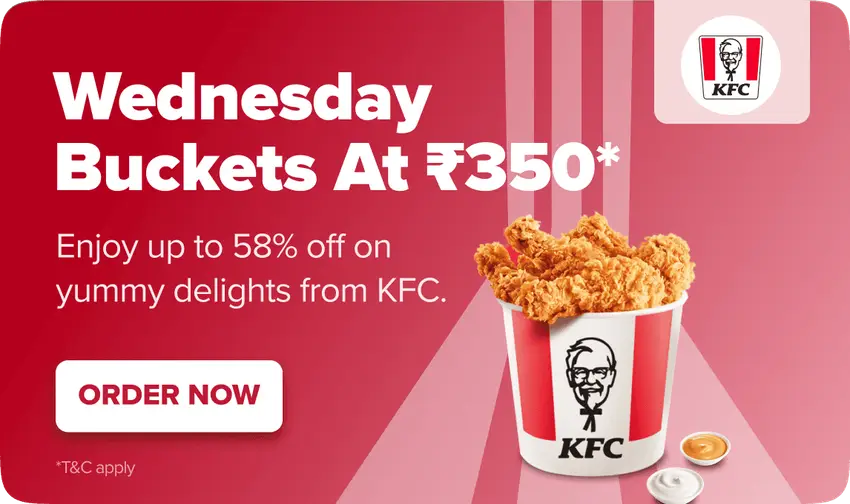 Wednesday
Buckets At ₹350*
Enjoy up to 58% off on
yummy delights from KFC.
ORDER NOW
*T&C apply
KFC
KFC